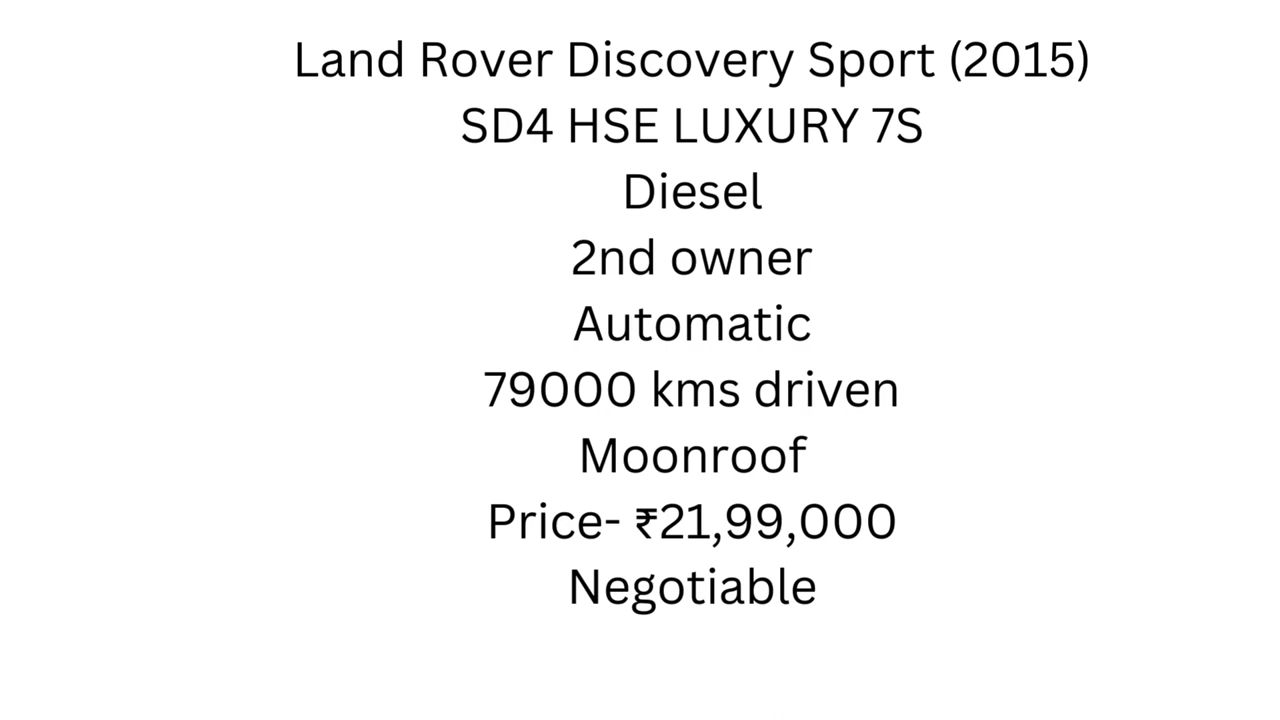 Land Rover Discovery Sport (2015)
SD4 HSE LUXURY 7S
Diesel
2nd owner
Automatic
79000 kms driven
Moonroof
Price- ₹21,99,000
Negotiable